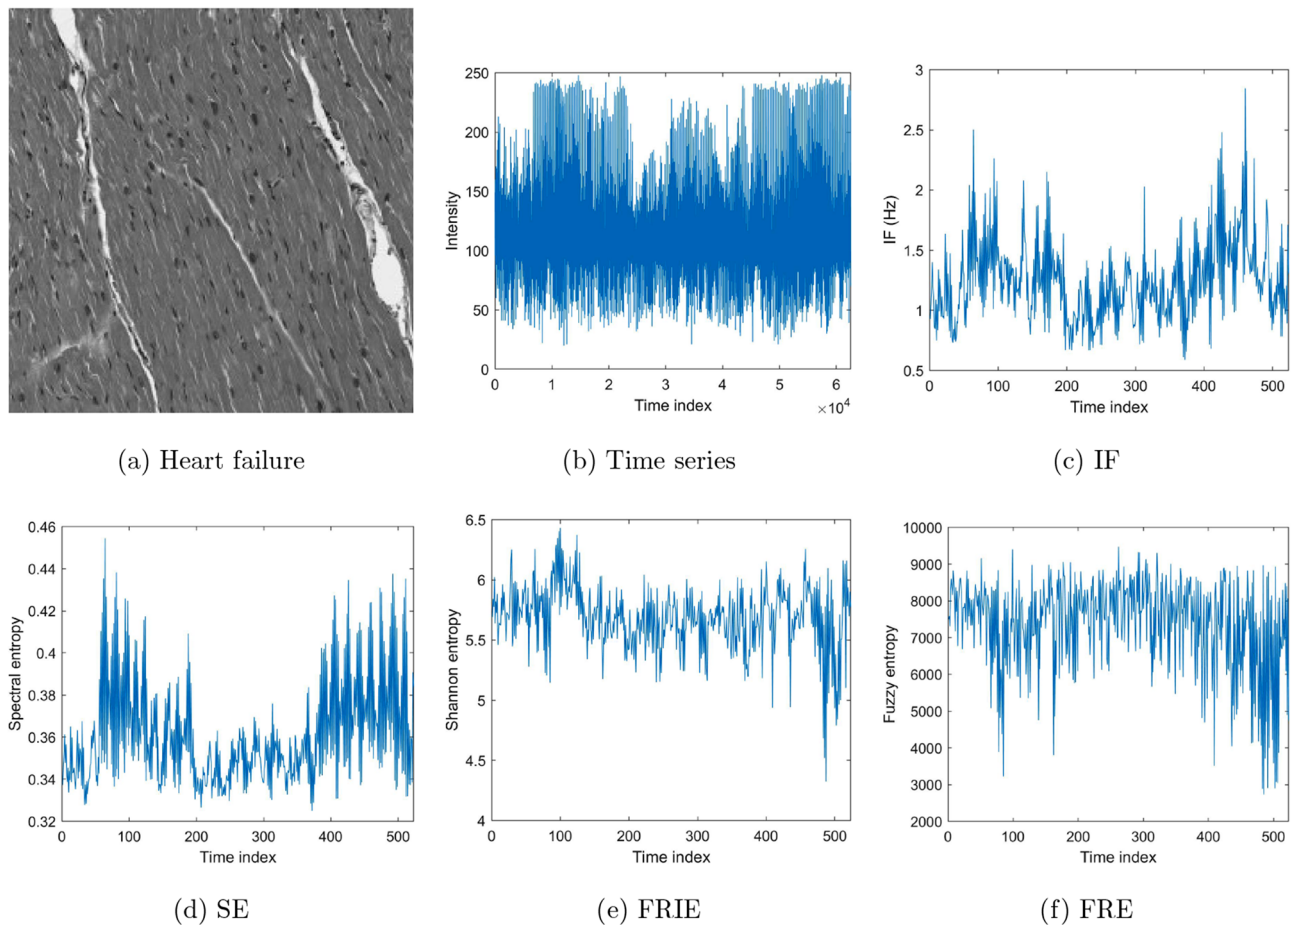 250
200
150
100
50
0
Intensity
0 1 2 3 4 5 6
×10^4
Time index
3
2.5
2
1.5
1
0.5
IF (Hz)
0 100 200 300 400 500
Time index
(a) Heart failure
(b) Time series
(c) IF
0.46
0.44
0.42
0.4
0.38
0.36
0.34
0.32
Spectral entropy
0 100 200 300 400 500
Time index
6.5
6
5.5
5
4.5
4
Shannon entropy
0 100 200 300 400 500
Time index
10000
9000
8000
7000
6000
5000
4000
3000
2000
Fuzzy entropy
0 100 200 300 400 500
Time index
(d) SE
(e) FRIE
(f) FRE